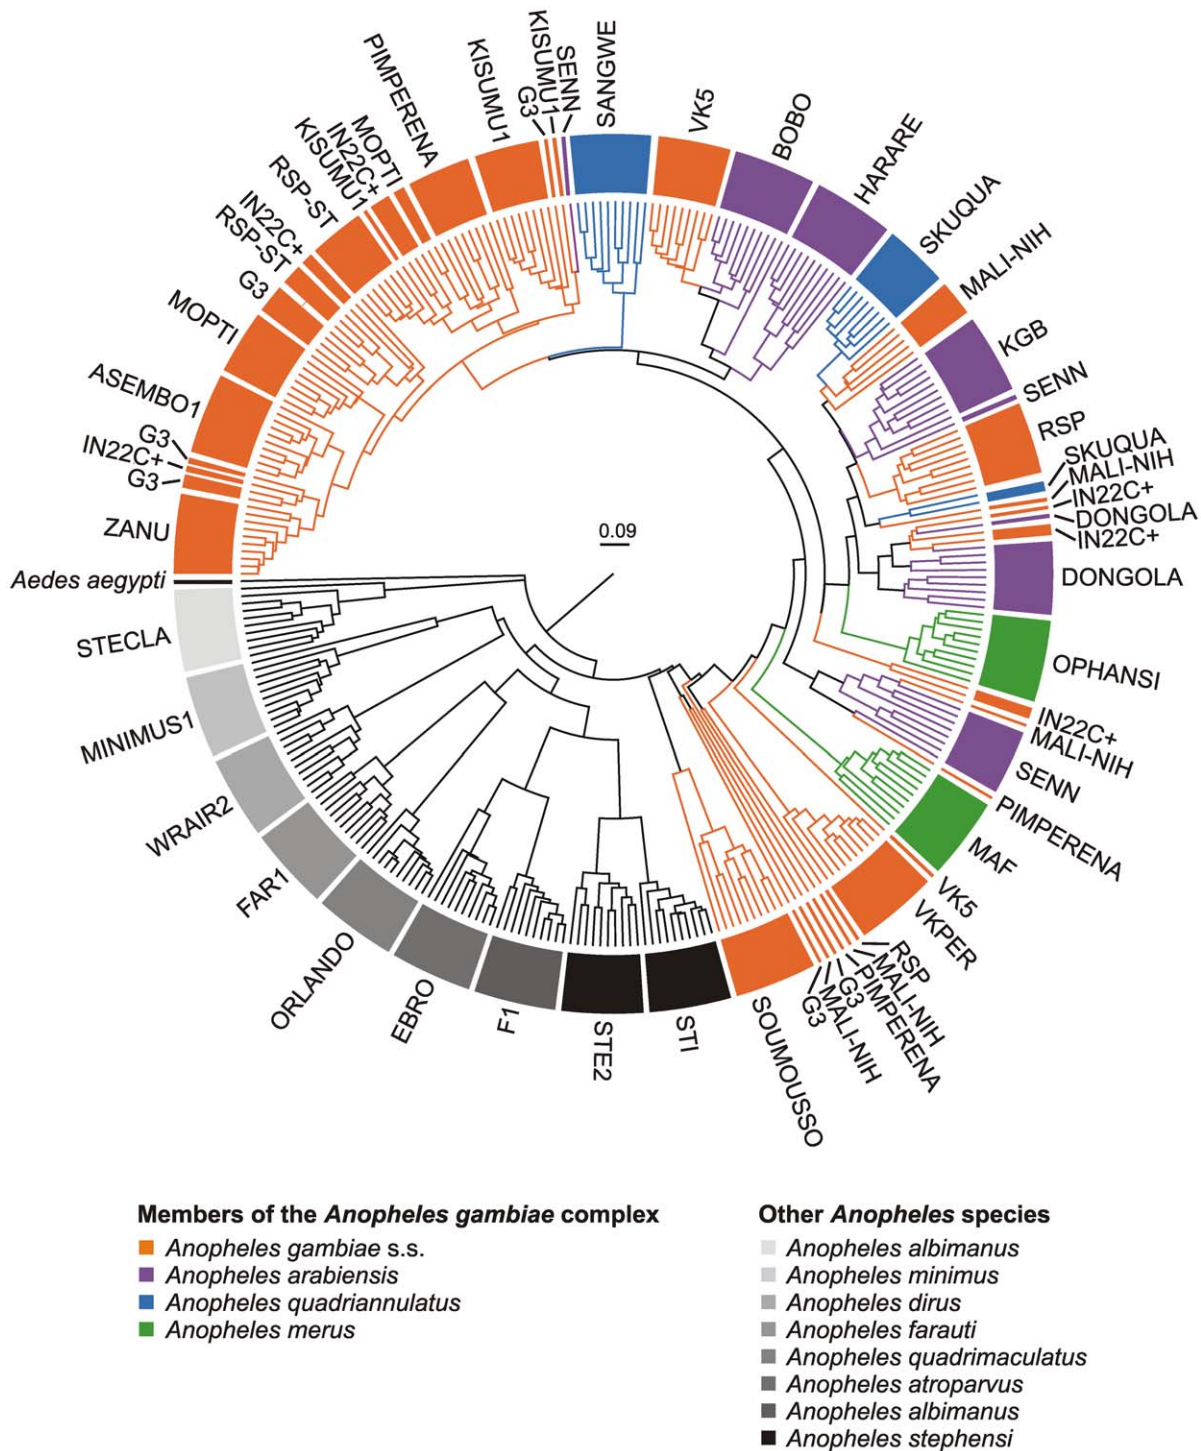 PIMPERENA
KISUMU1
G3
KISUMU1
SENN
SANGWE
VK5
BOBO
HARARE
SKUQUA
MALI-NIH
KGB
SENN
RSP
SKUQUA
MALI-NIH
IN22C+
DONGOLA
IN22C+
DONGOLA
OPHANSI
IN22C+
MALI-NIH
SENN
PIMPERENA
MAF
VK5
VKPER
RSP
MALI-NIH
PIMPERENA
G3
MALI-NIH
G3
SOUMOUSSO
STI
STE2
F1
EBRO
ORLANDO
FAR1
WRAIR2
MINIMUS1
STECLA
Aedes aegypti
ZANU
G3
IN22C+
G3
ASEMBO1
MOPTI
G3
RSP-ST
IN22C+
RSP-ST
KISUMU1
IN22C+
MOPTI
0.09
Members of the Anopheles gambiae complex
Anopheles gambiae s.s.
Anopheles arabiensis
Anopheles quadriannulatus
Anopheles merus
Other Anopheles species
Anopheles albimanus
Anopheles minimus
Anopheles dirus
Anopheles farauti
Anopheles quadrimaculatus
Anopheles atroparvus
Anopheles albimanus
Anopheles stephensi